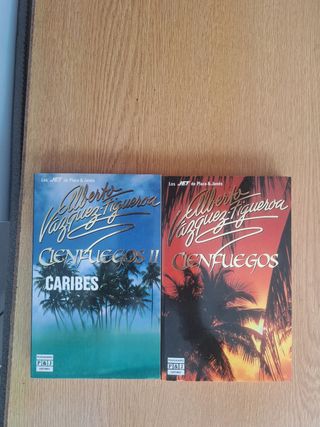 Los JET de Plaza & Janés
Alberto
Vázquez-Figueroa
CIENFUEGOS II
CARIBES
P&J
Los JET de Plaza & Janés
Alberto
Vázquez-Figueroa
CIENFUEGOS
P&J